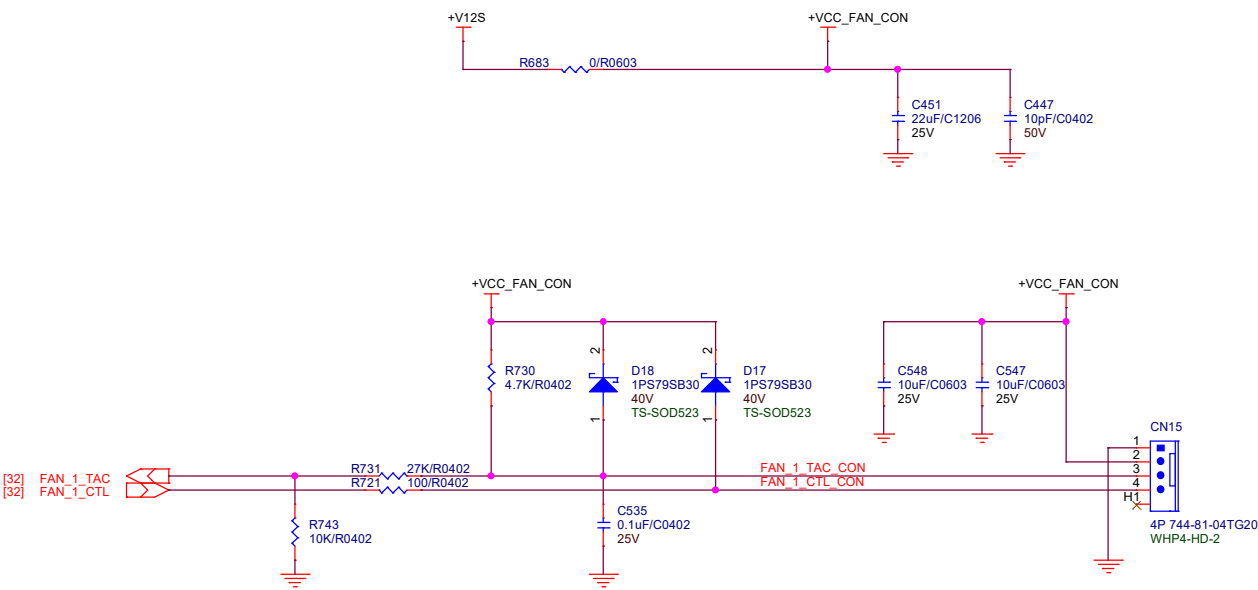 +V12S
+VCC_FAN_CON
R683
0/R0603
C451
22uF/C1206
25V
C447
10pF/C0402
50V
+VCC_FAN_CON
+VCC_FAN_CON
2
2
R730
4.7K/R0402
D18
1PS79SB30
40V
TS-SOD523
D17
1PS79SB30
40V
TS-SOD523
1
1
C548
10uF/C0603
25V
C547
10uF/C0603
25V
CN15
1
2
3
4
H1
4P 744-81-04TG20
WHP4-HD-2
[32] FAN_1_TAC
[32] FAN_1_CTL
R731 27K/R0402
R721 100/R0402
FAN_1_TAC_CON
FAN_1_CTL_CON
R743
10K/R0402
C535
0.1uF/C0402
25V